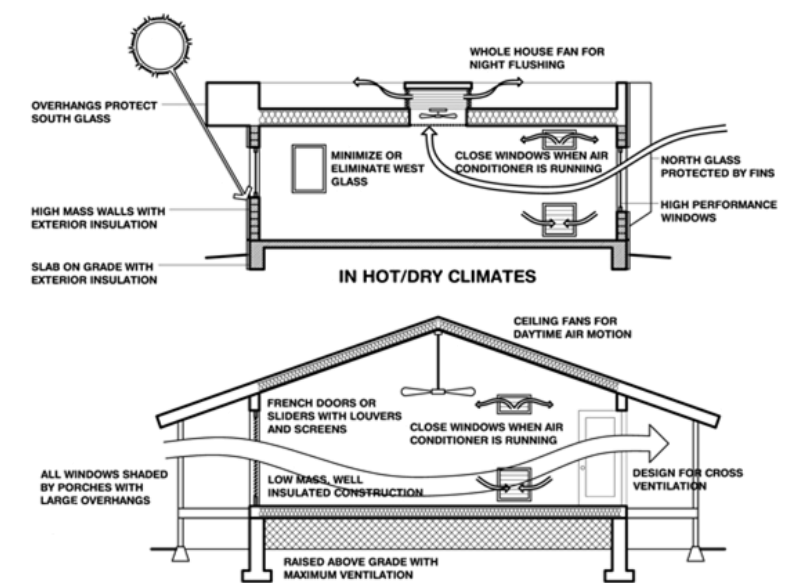 WHOLE HOUSE FAN FOR
NIGHT FLUSHING
OVERHANGS PROTECT
SOUTH GLASS
MINIMIZE OR
ELIMINATE WEST
GLASS
CLOSE WINDOWS WHEN AIR
CONDITIONER IS RUNNING
NORTH GLASS
PROTECTED BY FINS
HIGH MASS WALLS WITH
EXTERIOR INSULATION
HIGH PERFORMANCE
WINDOWS
SLAB ON GRADE WITH
EXTERIOR INSULATION
IN HOT/DRY CLIMATES
CEILING FANS FOR
DAYTIME AIR MOTION
FRENCH DOORS OR
SLIDERS WITH LOUVERS
AND SCREENS
CLOSE WINDOWS WHEN AIR
CONDITIONER IS RUNNING
ALL WINDOWS SHADED
BY PORCHES WITH
LARGE OVERHANGS
LOW MASS, WELL
INSULATED CONSTRUCTION
DESIGN FOR CROSS
VENTILATION
RAISED ABOVE GRADE WITH
MAXIMUM VENTILATION